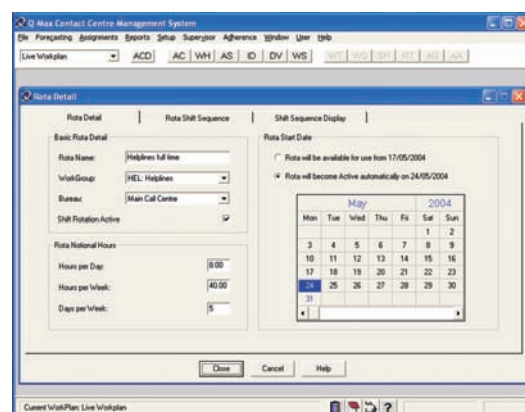 Q-Max Contact Centre Management System
File Forecasting Assignments Reports Setup Supervisor Adherence Window User Help
Live Workplan ACD AC WH AS ID DV WS WT WG SH RT AG AA
Rota Detail
Rota Detail Rota Shift Sequence Shift Sequence Display
Basic Rota Detail
Rota Name: Helplines full time
WorkGroup: HEL: Helplines
Bureau: Main Call Centre
Shift Rotation Active
Rota Notional Hours
Hours per Day: 8.00
Hours per Week: 40.00
Days per Week: 5
Rota Start Date
Rota will be available for use from 17/05/2004
Rota will become Active automatically on 24/05/2004
May 2004
Mon Tue Wed Thu Fri Sat Sun
1 2
3 4 5 6 7 8 9
10 11 12 13 14 15 16
17 18 19 20 21 22 23
24 25 26 27 28 29 30
31
Close Cancel Help
Current WorkPlan: Live Workplan